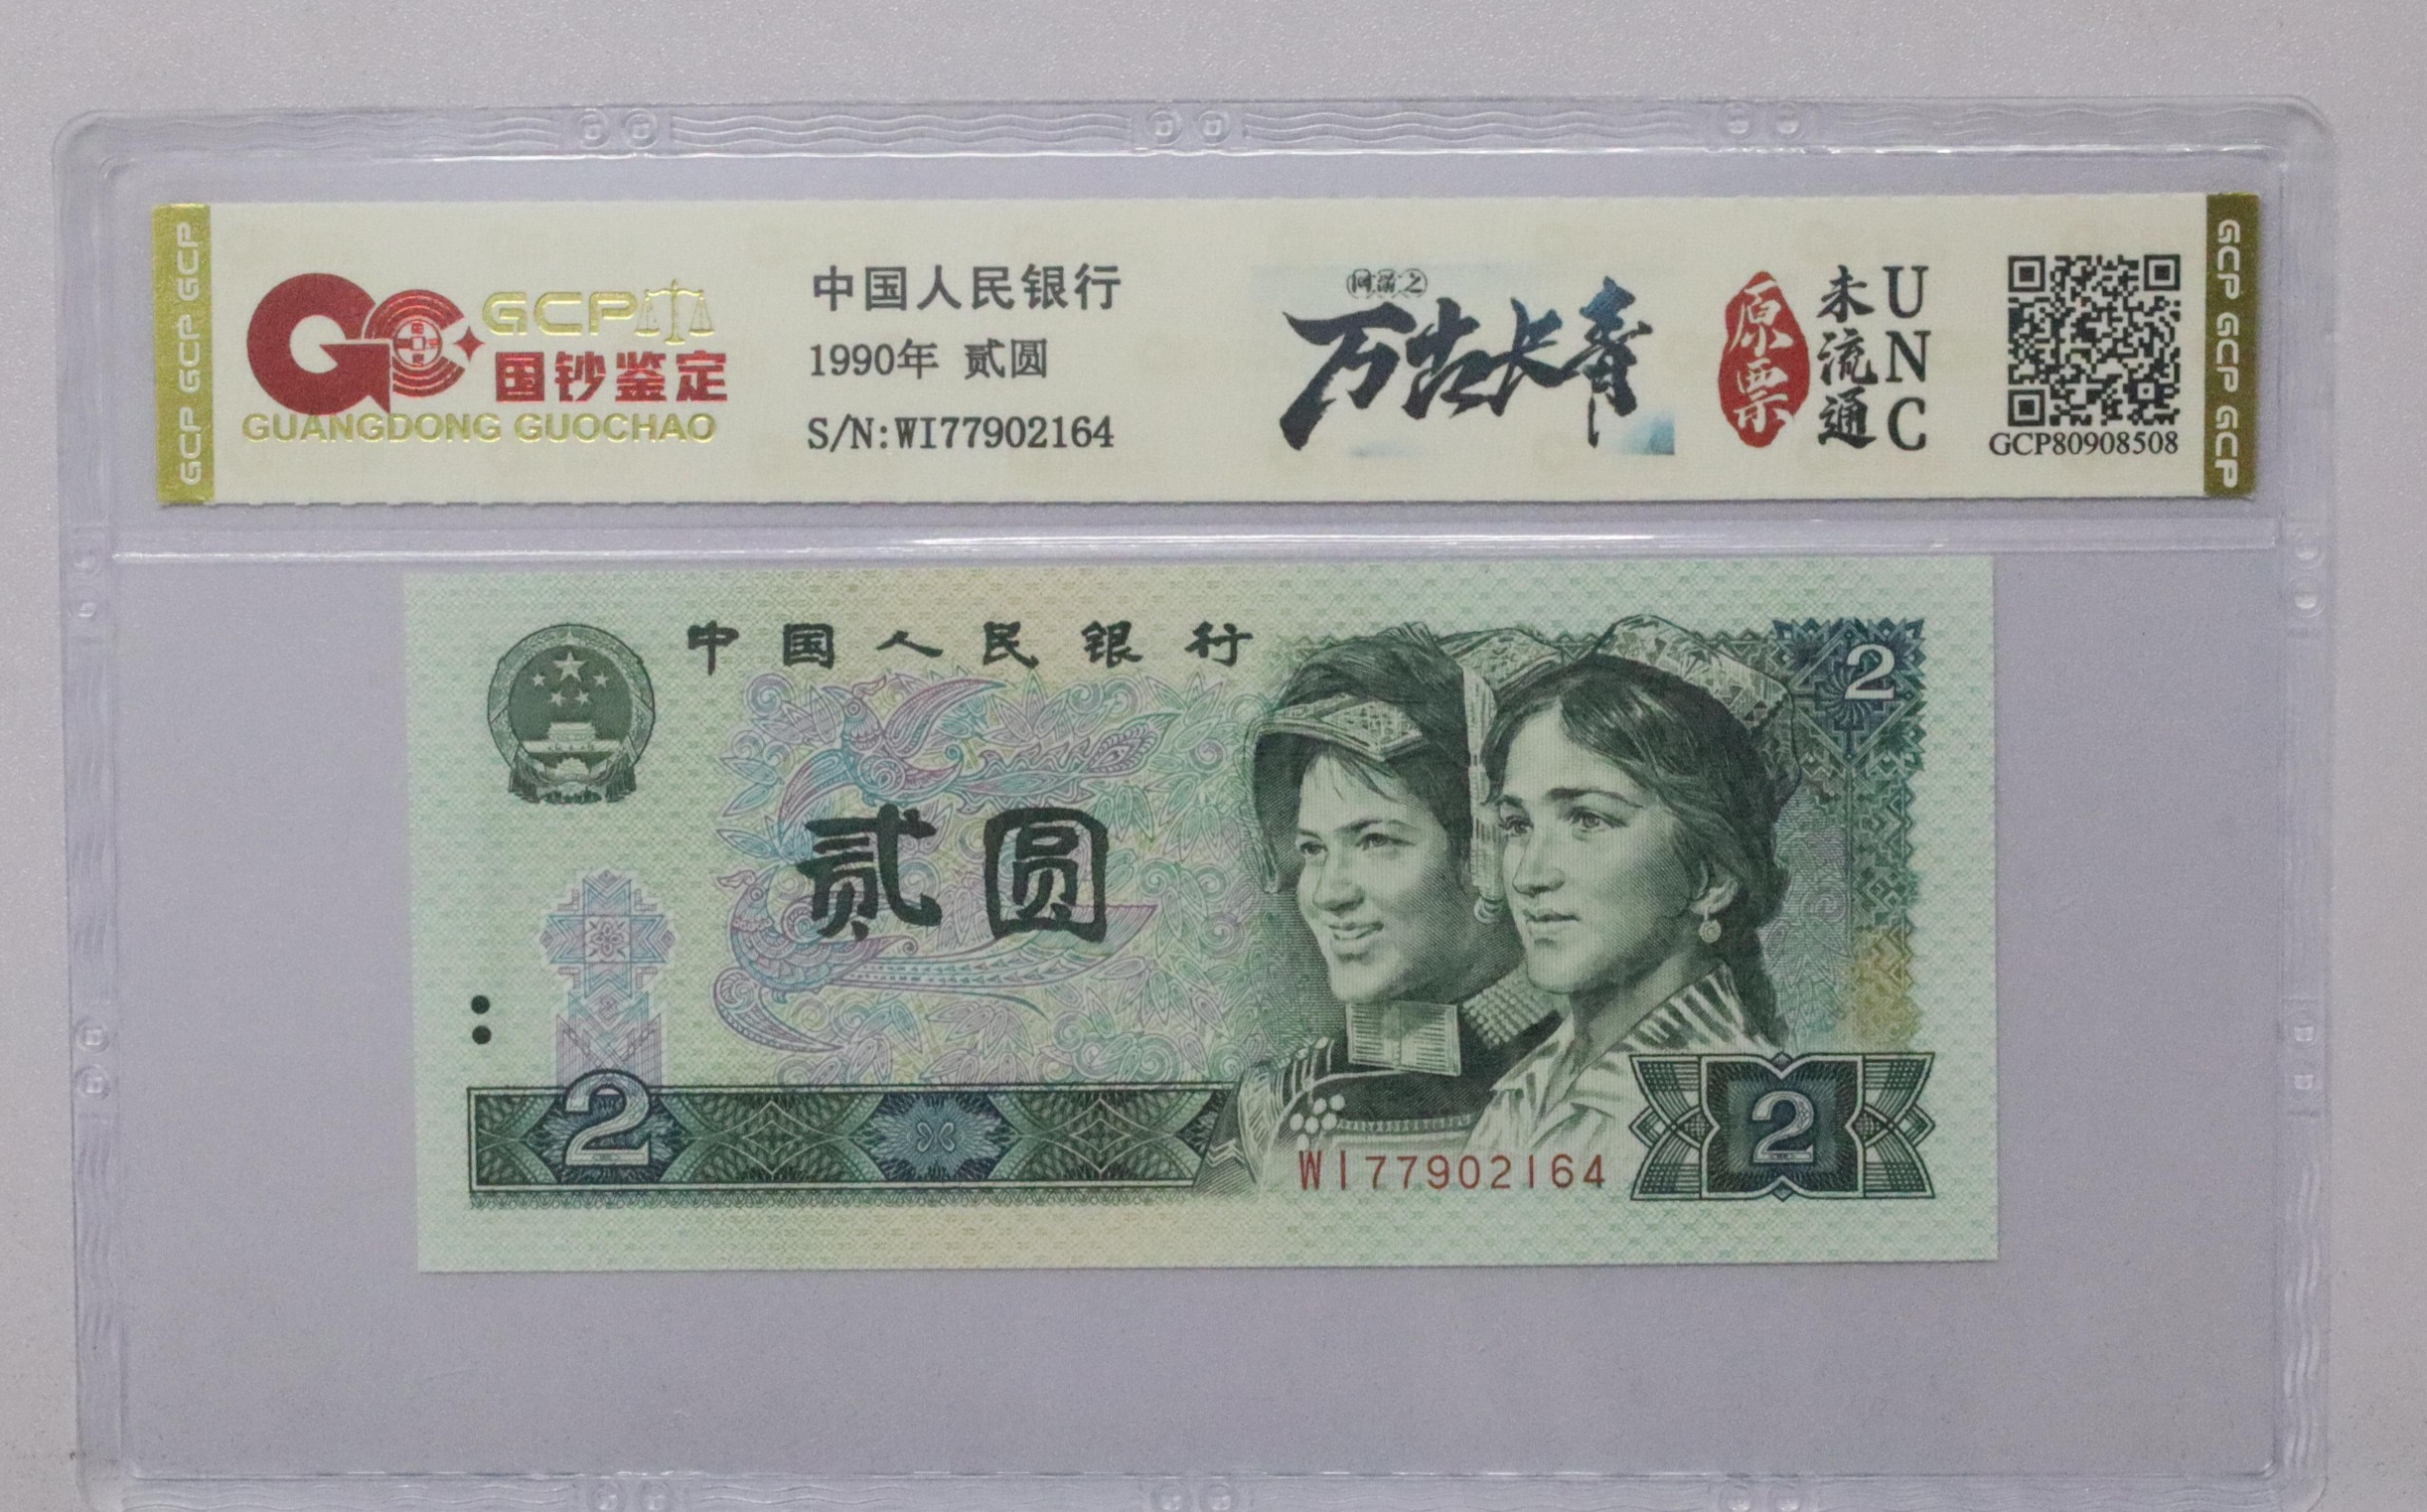 GCP GCP GCP
GCP
国钞鉴定
GUANGDONG GUOCHAO
中国人民银行
1990年 贰圆
S/N:WI77902164
万古长青
原票
未流通
UNC
GCP80908508
GCP GCP GCP
中国人民银行
2
贰圆
2
WI77902164
2